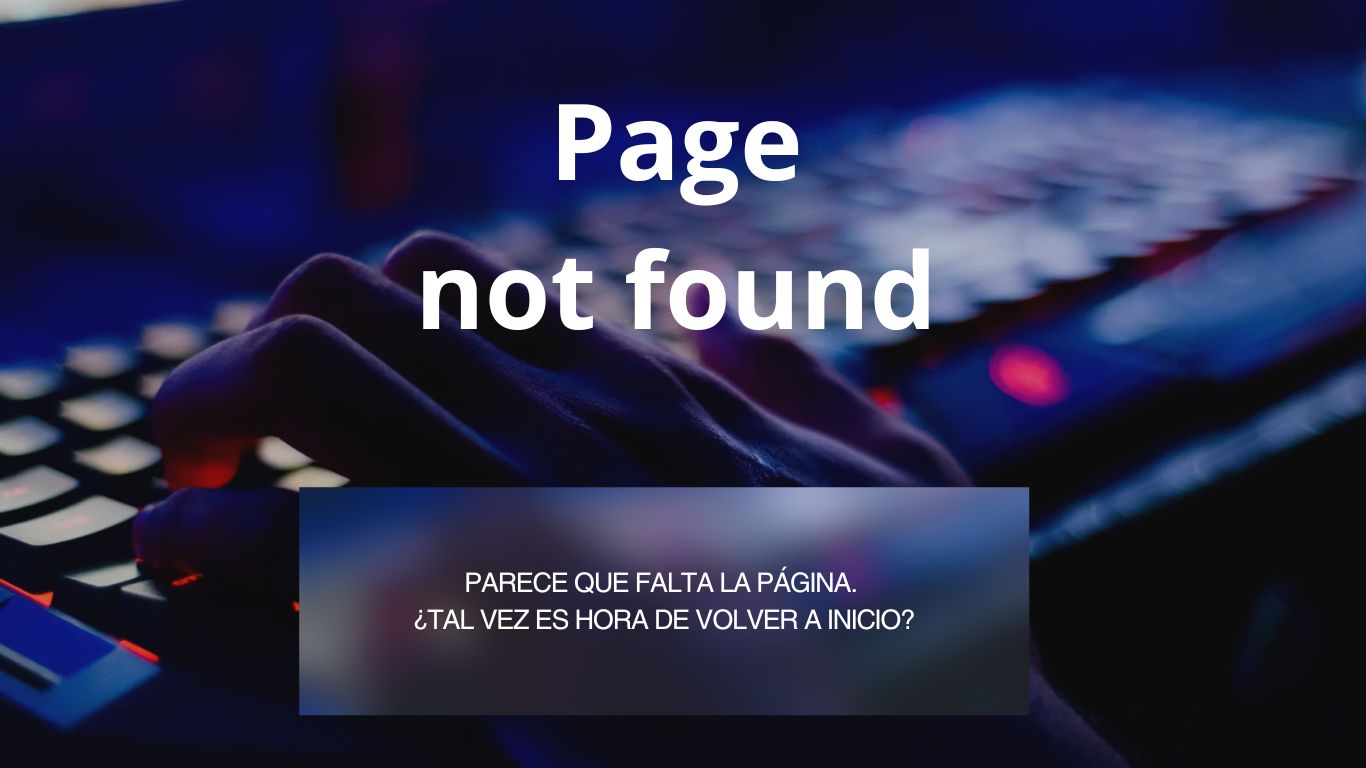 Page
not found
PARECE QUE FALTA LA PÁGINA.
¿TAL VEZ ES HORA DE VOLVER A INICIO?